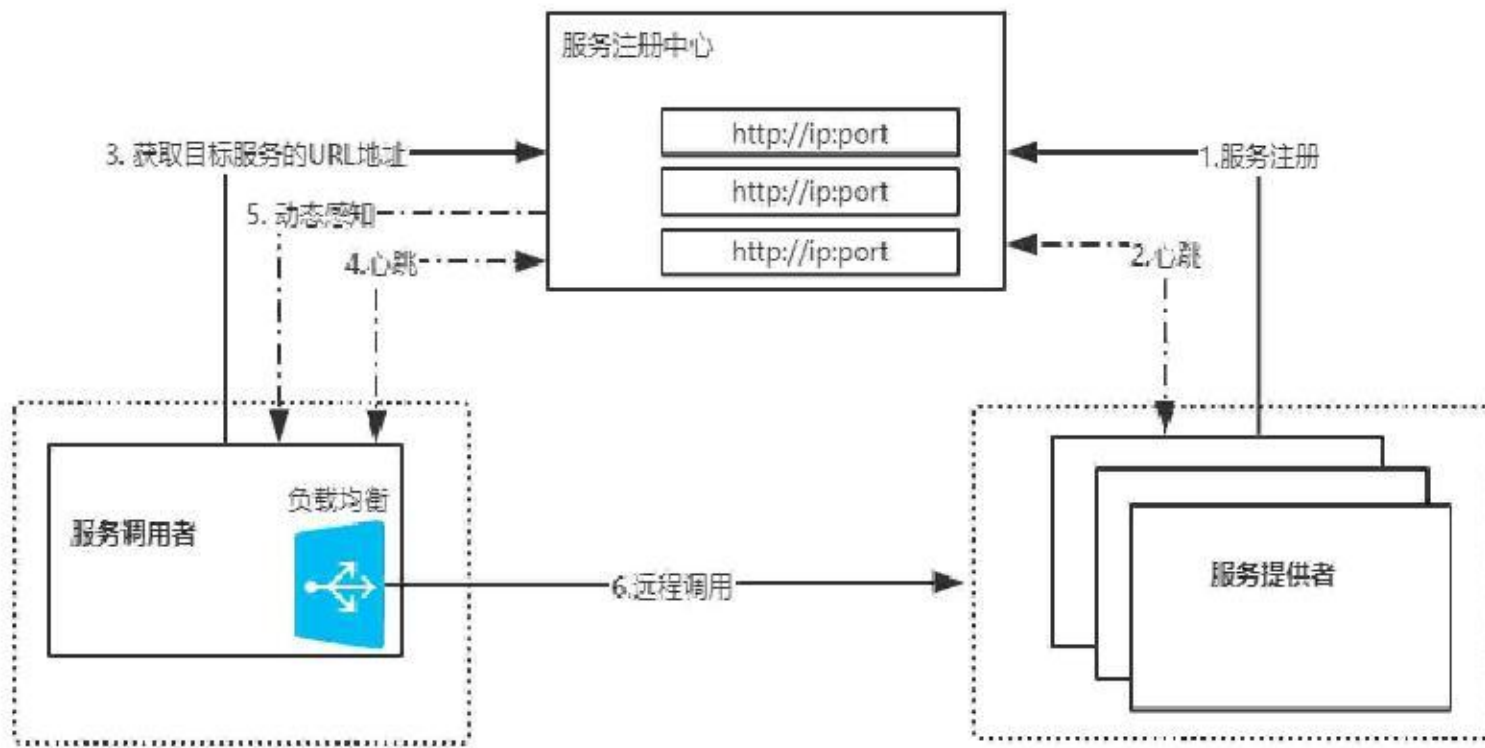 服务注册中心
http://ip:port
3. 获取目标服务的URL地址
1.服务注册
http://ip:port
5. 动态感知
http://ip:port
4.心跳
2.心跳
负载均衡
服务调用者
6.远程调用
服务提供者